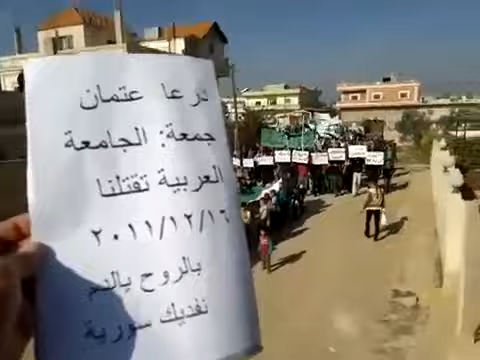 درعا عتمان
جمعة: الجامعة
العربية تقتلنا
٢٠١١/١٢/١٦
بالروح بالدم
نفديك سورية